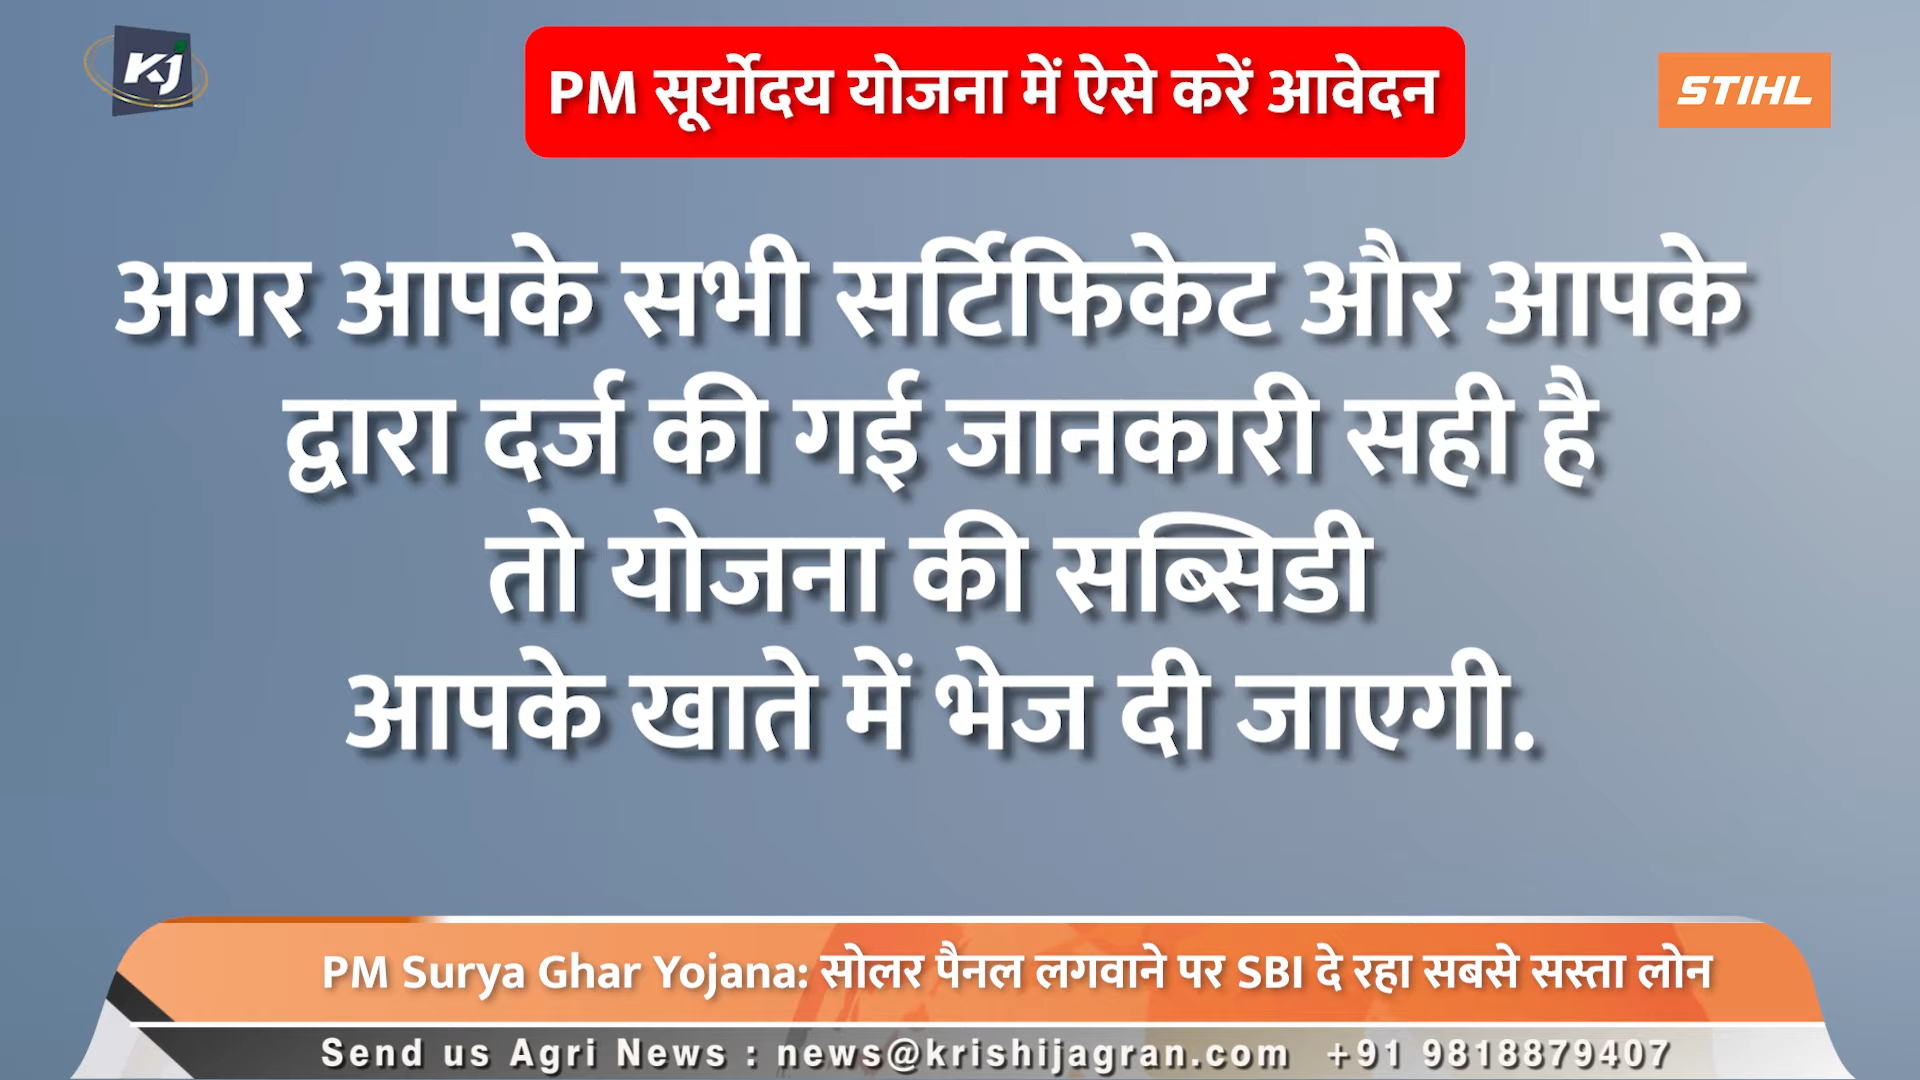 KJ
PM सूर्योदय योजना में ऐसे करें आवेदन
STIHL
अगर आपके सभी सर्टिफिकेट और आपके
द्वारा दर्ज की गई जानकारी सही है
तो योजना की सब्सिडी
आपके खाते में भेज दी जाएगी.
PM Surya Ghar Yojana: सोलर पैनल लगवाने पर SBI दे रहा सबसे सस्ता लोन
Send us Agri News : news@krishijagran.com +91 9818879407